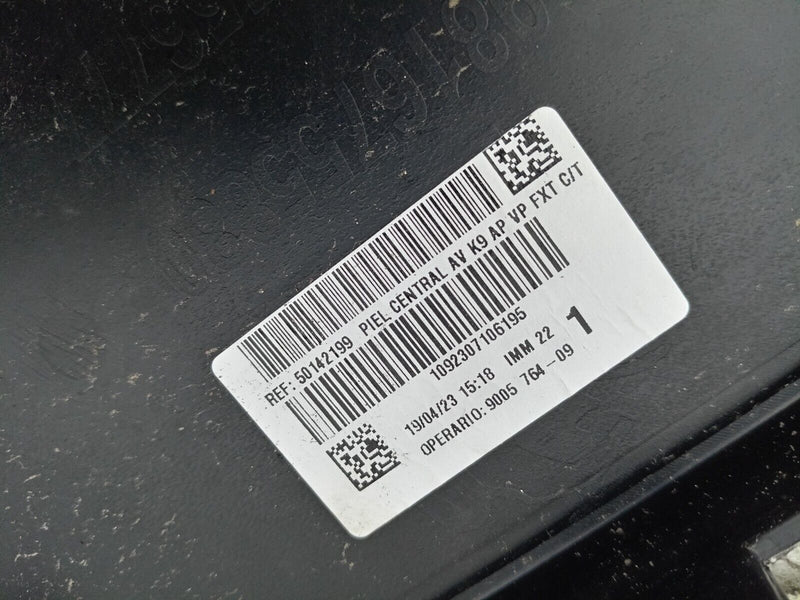 REF: 50142199 PIEL CENTRAL AV K9 AP VP FXT C/T
1092307106195
19/04/23 15:18 IMM 22
OPERARIO: 9005 764-09
1